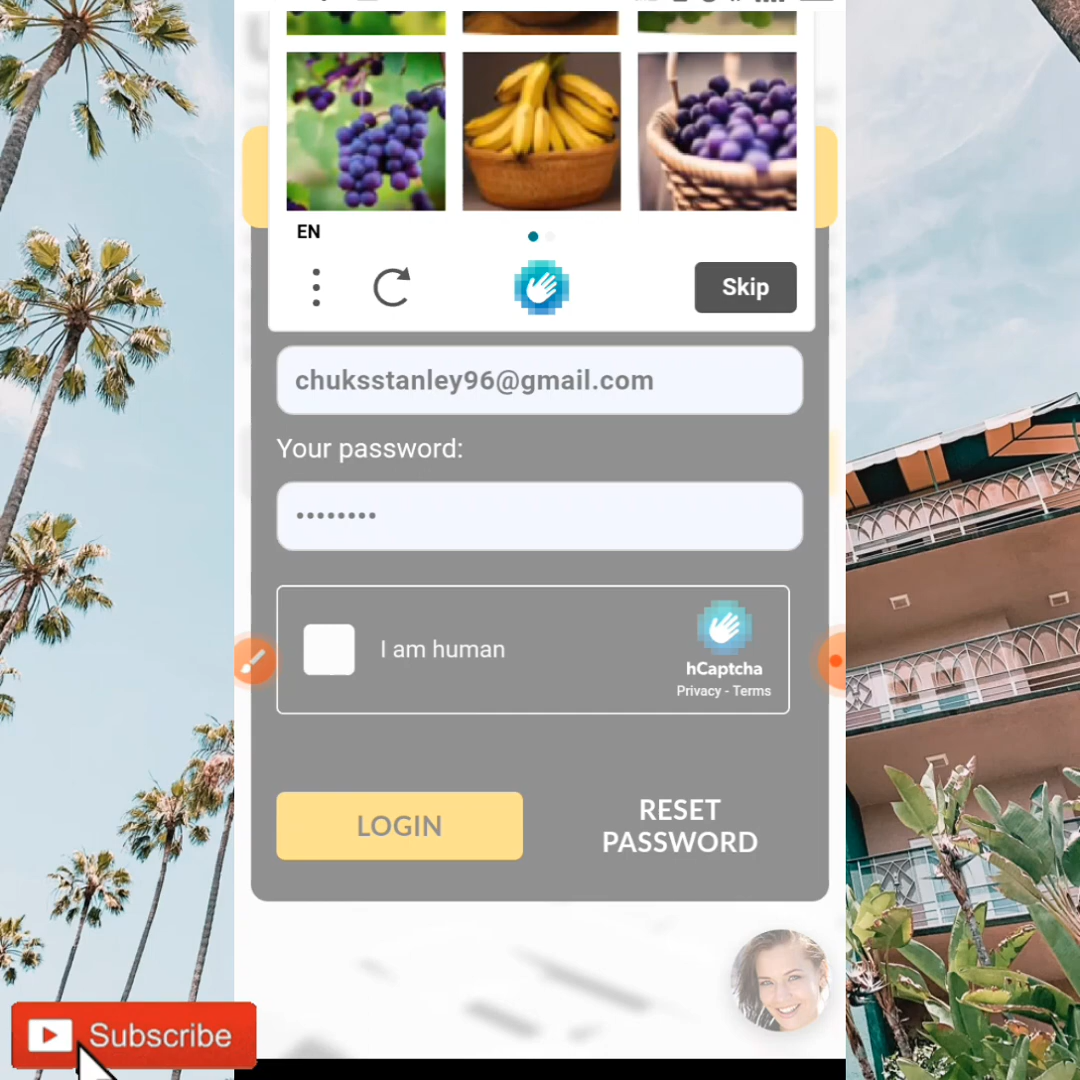 EN
Skip
chuksstanley96@gmail.com
Your password:
••••••••
I am human
hCaptcha
Privacy - Terms
LOGIN
RESET
PASSWORD
Subscribe